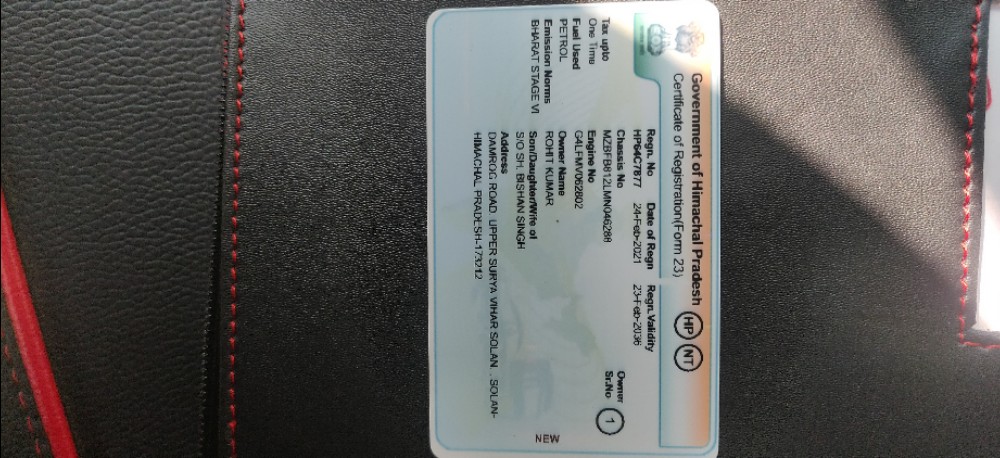 Government of Himachal Pradesh HP NT
Certificate of Registration(Form 23)
Regn. No Date of Regn Regn. Validity Owner Sr.No 1
HP64C7877 24-Feb-2021 23-Feb-2036
Chassis No
MZBFB812LMN046288
Engine No
G4LFMV062802
Owner Name
ROHIT KUMAR
Son/Daughter/Wife of
S/O SH. BISHAN SINGH
Address
DAMROG ROAD UPPER SURYA VIHAR SOLAN, , SOLAN-
HIMACHAL PRADESH-173212
Tax upto
One Time
Fuel Used
PETROL
Emission Norms
BHARAT STAGE VI
NEW